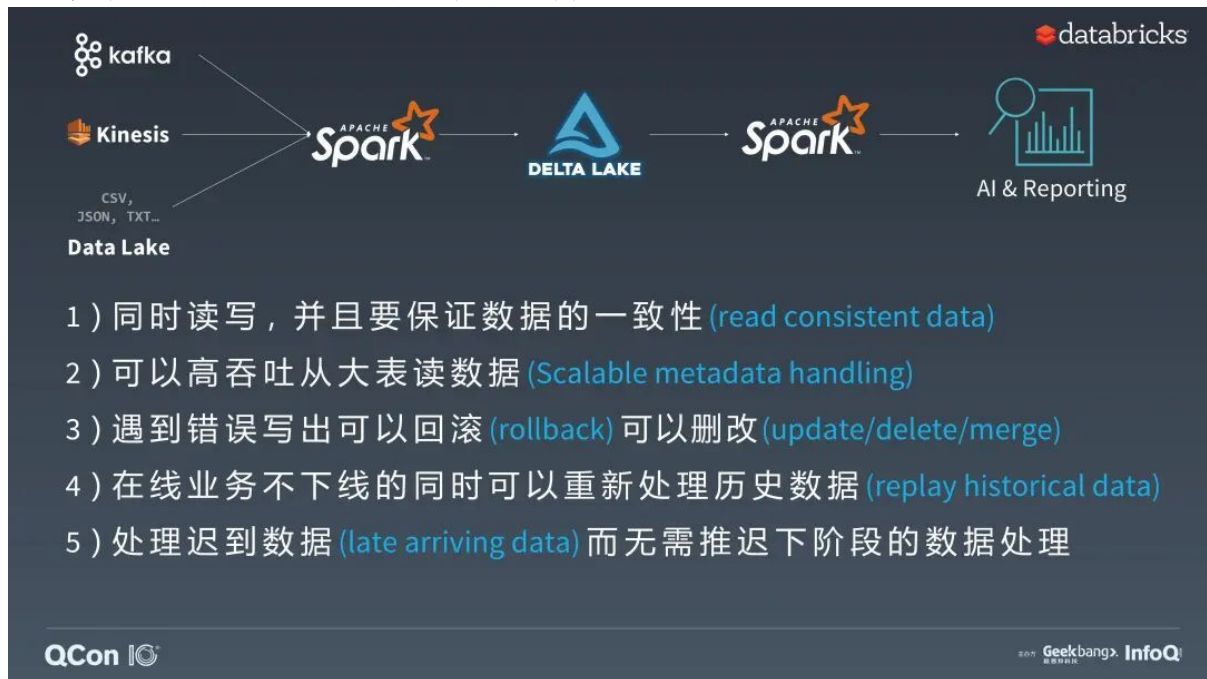 databricks
kafka
Kinesis
CSV,
JSON, TXT…
Data Lake
APACHE
Spark™
DELTA LAKE
APACHE
Spark™
AI & Reporting
1）同时读写，并且要保证数据的一致性(read consistent data)
2）可以高吞吐从大表读数据(Scalable metadata handling)
3）遇到错误写出可以回滚(rollback)可以删改(update/delete/merge)
4）在线业务不下线的同时可以重新处理历史数据(replay historical data)
5）处理迟到数据(late arriving data)而无需推迟下阶段的数据处理
QCon 10
Geekbang>. InfoQ